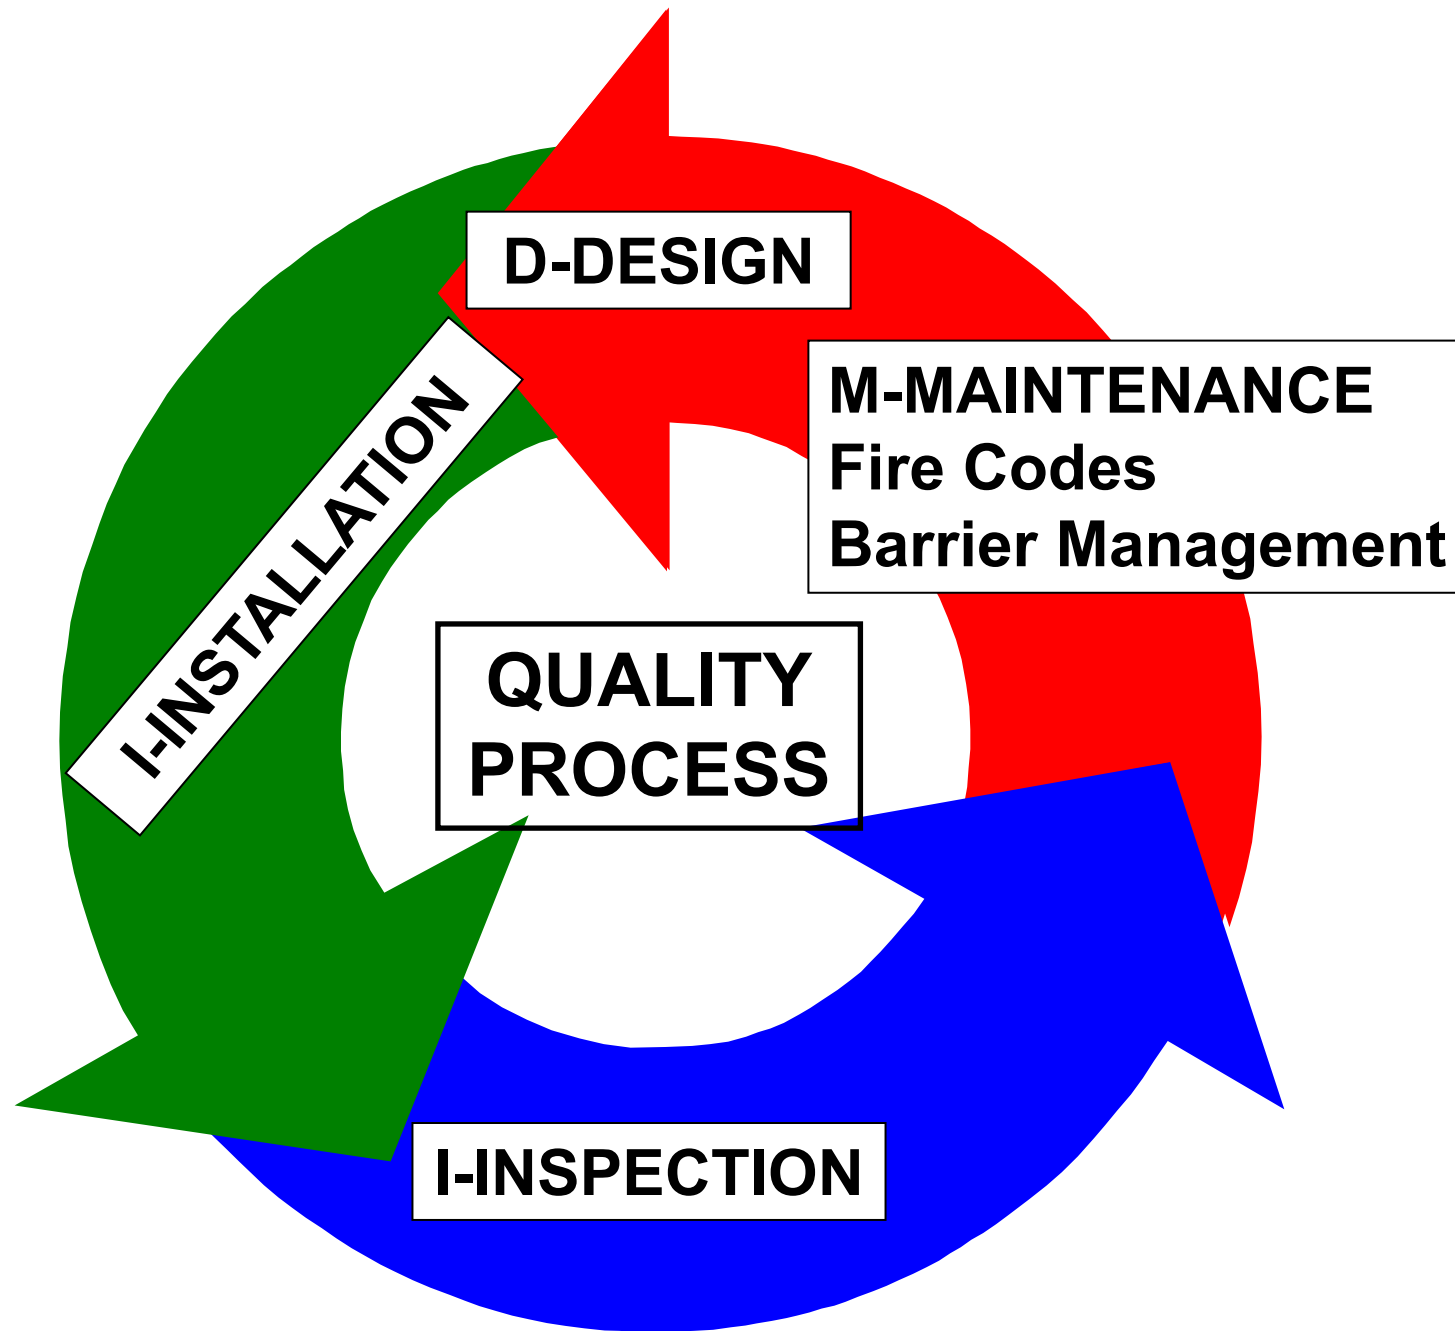 D-DESIGN
M-MAINTENANCE
Fire Codes
Barrier Management
I-INSTALLATION
QUALITY
PROCESS
I-INSPECTION